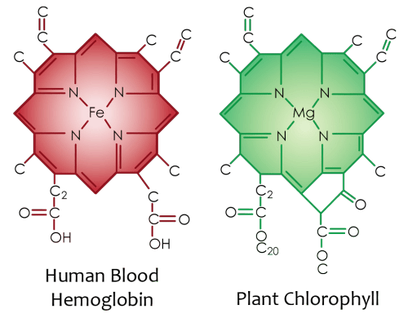 C C
C C
C C C C C C
N N N N
Fe Mg
N N N N
C C C C
C₂ C C₂ O
O C C O O C C O
OH OH O O
C₂₀ C
Human Blood
Hemoglobin
Plant Chlorophyll